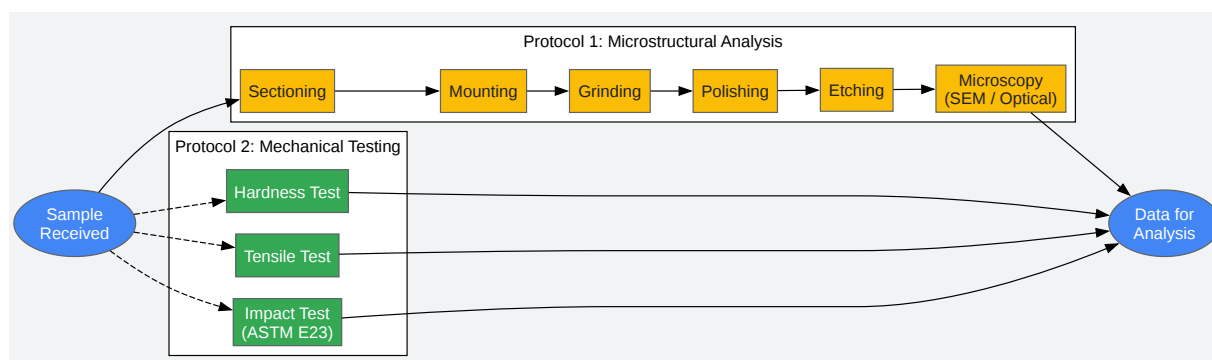 Protocol 1: Microstructural Analysis
Sectioning
Mounting
Grinding
Polishing
Etching
Microscopy
(SEM / Optical)
Protocol 2: Mechanical Testing
Hardness Test
Tensile Test
Impact Test
(ASTM E23)
Sample
Received
Data for
Analysis